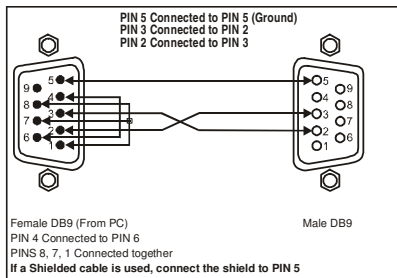 PIN 5 Connected to PIN 5 (Ground)
PIN 3 Connected to PIN 2
PIN 2 Connected to PIN 3
5
9
4
8
3
7
2
6
1
5
9
4
8
3
7
2
6
1
Female DB9 (From PC)
Male DB9
PIN 4 Connected to PIN 6
PINS 8, 7, 1 Connected together
If a Shielded cable is used, connect the shield to PIN 5